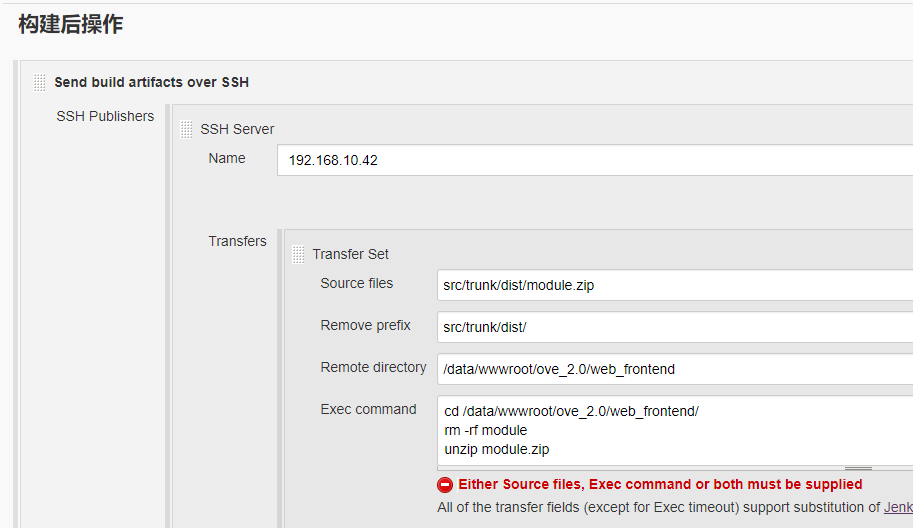 构建后操作
Send build artifacts over SSH
SSH Publishers
SSH Server
Name
192.168.10.42
Transfers
Transfer Set
Source files
src/trunk/dist/module.zip
Remove prefix
src/trunk/dist/
Remote directory
/data/wwwroot/ove_2.0/web_frontend
Exec command
cd /data/wwwroot/ove_2.0/web_frontend/
rm -rf module
unzip module.zip
Either Source files, Exec command or both must be supplied
All of the transfer fields (except for Exec timeout) support substitution of Jenk